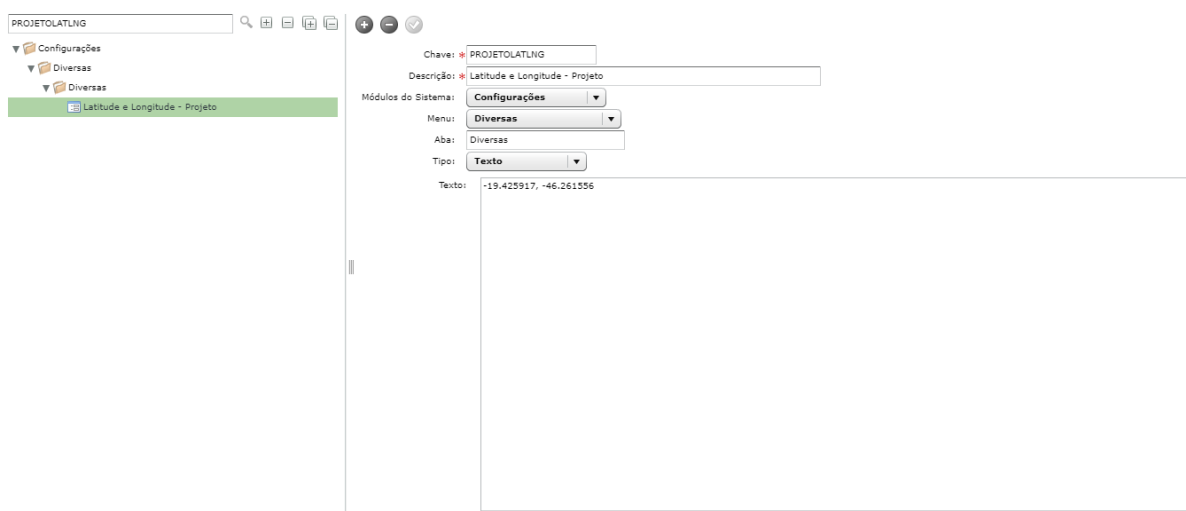 PROJETOLATLNG
Configurações
Diversas
Diversas
Latitude e Longitude - Projeto
Chave: * PROJETOLATLNG
Descrição: * Latitude e Longitude - Projeto
Módulos do Sistema: Configurações
Menu: Diversas
Aba: Diversas
Tipo: Texto
Texto: -19.425917, -46.261556